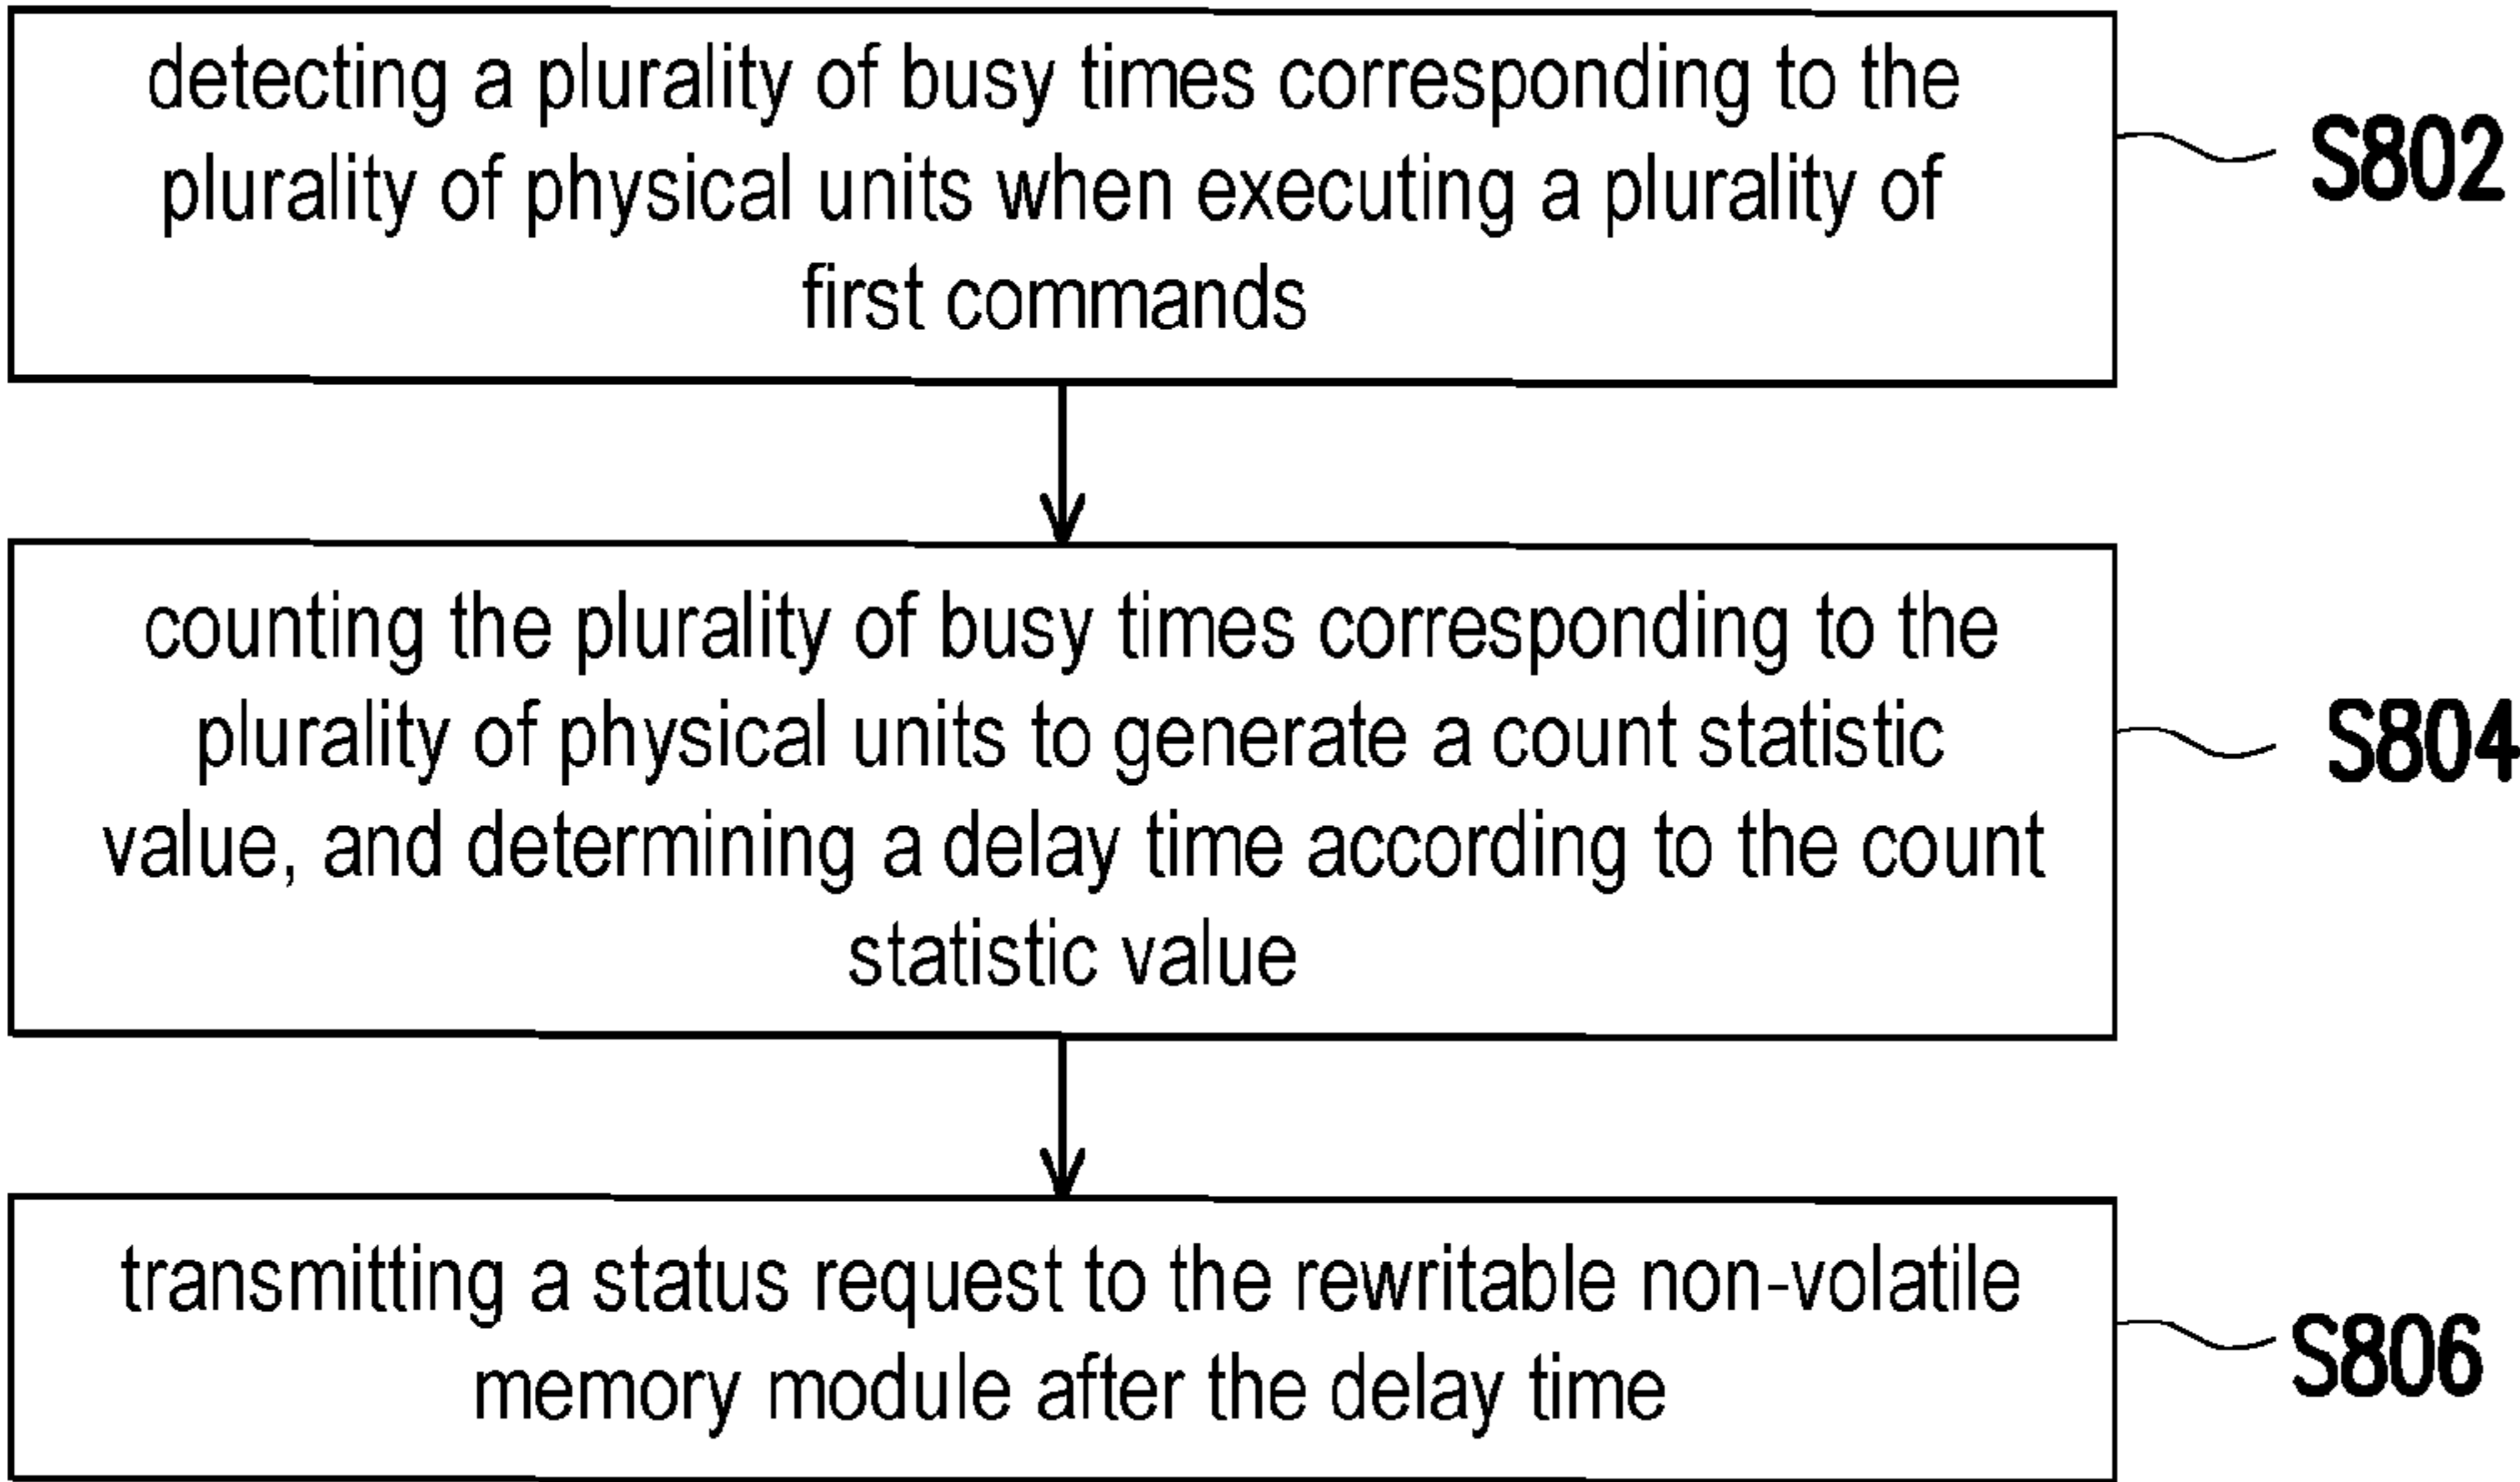 detecting a plurality of busy times corresponding to the
plurality of physical units when executing a plurality of
first commands
S802
counting the plurality of busy times corresponding to the
plurality of physical units to generate a count statistic
value, and determining a delay time according to the count
statistic value
S804
transmitting a status request to the rewritable non-volatile
memory module after the delay time
S806